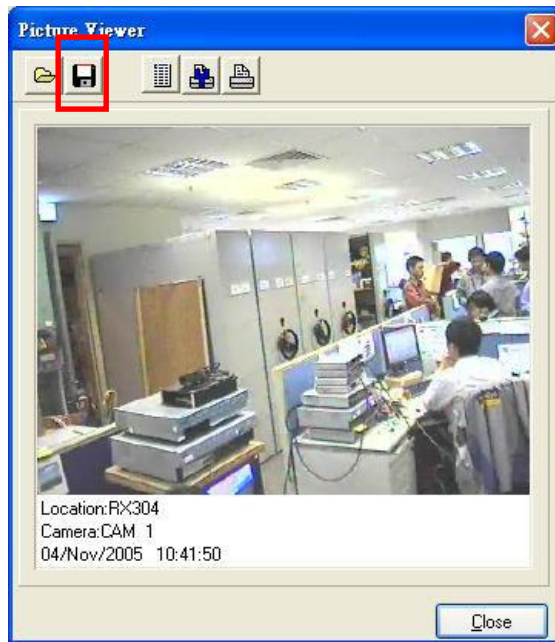 Picture Viewer
Location:RX304
Camera:CAM 1
04/Nov/2005 10:41:50
Close